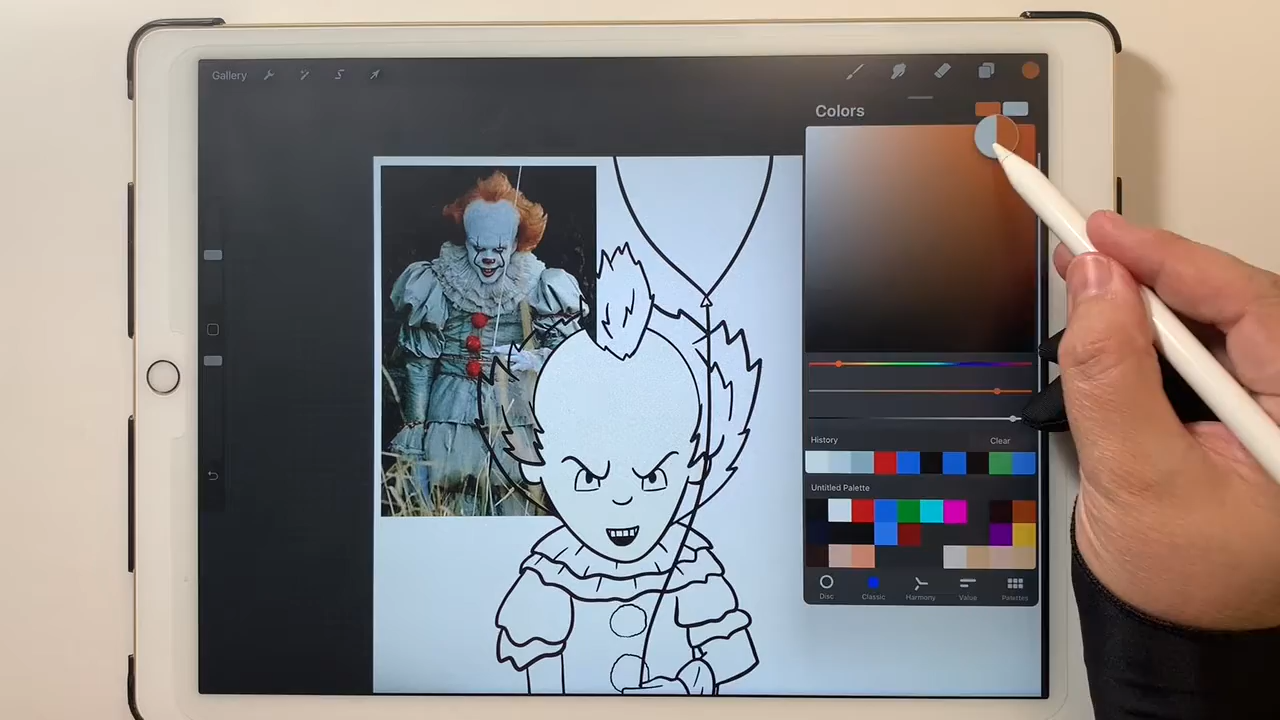 Gallery
Colors
History Clear
Untitled Palette
Disc Classic Harmony Value Palettes